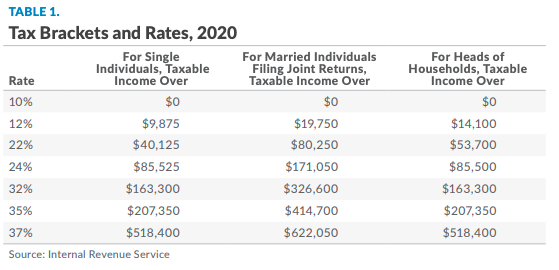 TABLE 1.
Tax Brackets and Rates, 2020
Rate For Single Individuals, Taxable Income Over For Married Individuals Filing Joint Returns, Taxable Income Over For Heads of Households, Taxable Income Over
10% $0 $0 $0
12% $9,875 $19,750 $14,100
22% $40,125 $80,250 $53,700
24% $85,525 $171,050 $85,500
32% $163,300 $326,600 $163,300
35% $207,350 $414,700 $207,350
37% $518,400 $622,050 $518,400
Source: Internal Revenue Service